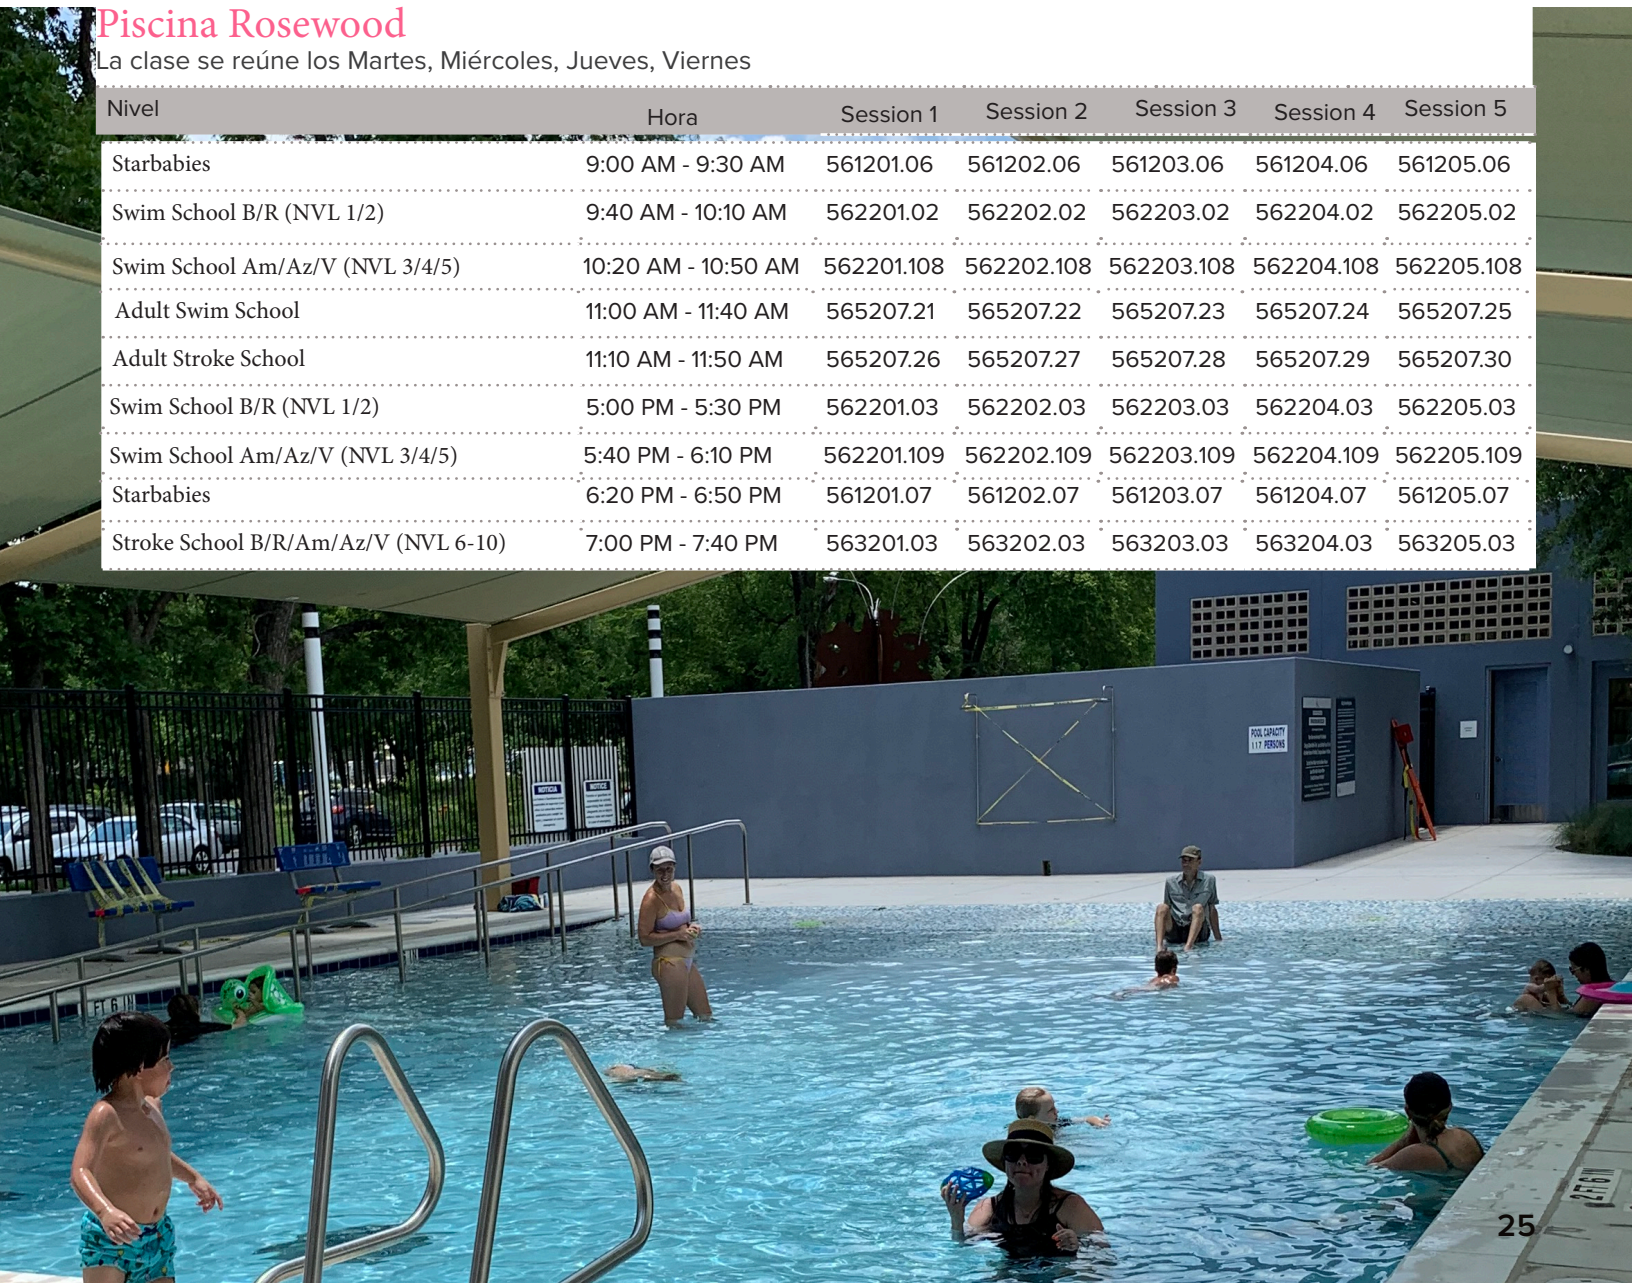 Piscina Rosewood
La clase se reúne los Martes, Miércoles, Jueves, Viernes
Nivel Hora Session 1 Session 2 Session 3 Session 4 Session 5
Starbabies 9:00 AM - 9:30 AM 561201.06 561202.06 561203.06 561204.06 561205.06
Swim School B/R (NVL 1/2) 9:40 AM - 10:10 AM 562201.02 562202.02 562203.02 562204.02 562205.02
Swim School Am/Az/V (NVL 3/4/5) 10:20 AM - 10:50 AM 562201.108 562202.108 562203.108 562204.108 562205.108
Adult Swim School 11:00 AM - 11:40 AM 565207.21 565207.22 565207.23 565207.24 565207.25
Adult Stroke School 11:10 AM - 11:50 AM 565207.26 565207.27 565207.28 565207.29 565207.30
Swim School B/R (NVL 1/2) 5:00 PM - 5:30 PM 562201.03 562202.03 562203.03 562204.03 562205.03
Swim School Am/Az/V (NVL 3/4/5) 5:40 PM - 6:10 PM 562201.109 562202.109 562203.109 562204.109 562205.109
Starbabies 6:20 PM - 6:50 PM 561201.07 561202.07 561203.07 561204.07 561205.07
Stroke School B/R/Am/Az/V (NVL 6-10) 7:00 PM - 7:40 PM 563201.03 563202.03 563203.03 563204.03 563205.03
POOL CAPACITY
117 PERSONS
NOTICIA
NOTICE
FT 6 IN
2 FT 6 IN
25